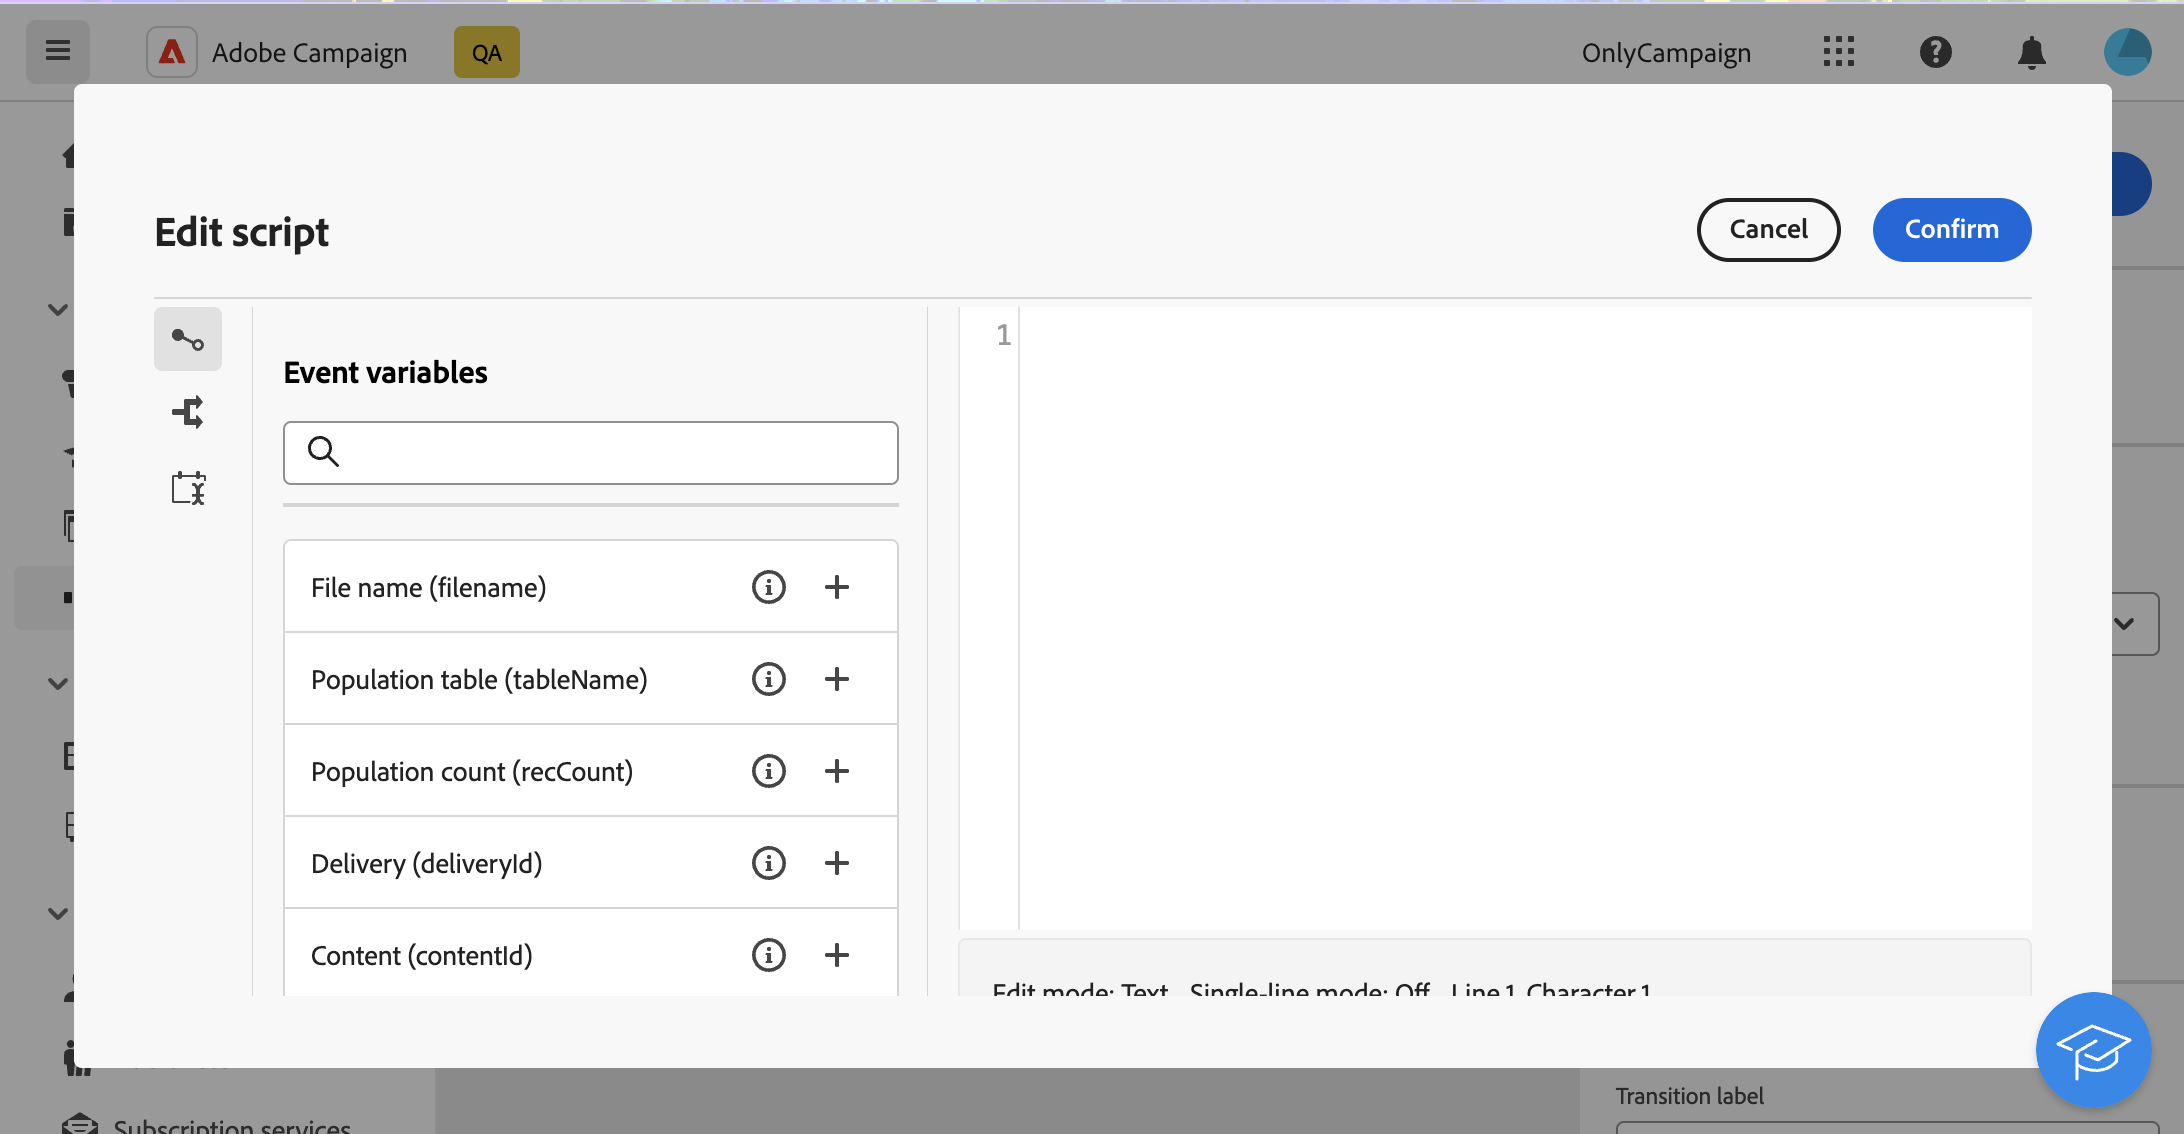 Adobe Campaign
QA
OnlyCampaign
Edit script
Cancel
Confirm
Event variables
1
File name (filename)
Population table (tableName)
Population count (recCount)
Delivery (deliveryId)
Content (contentId)
Edit mode: Text Single-line mode: Off Line 1, Character 1
Transition label
Subscription services